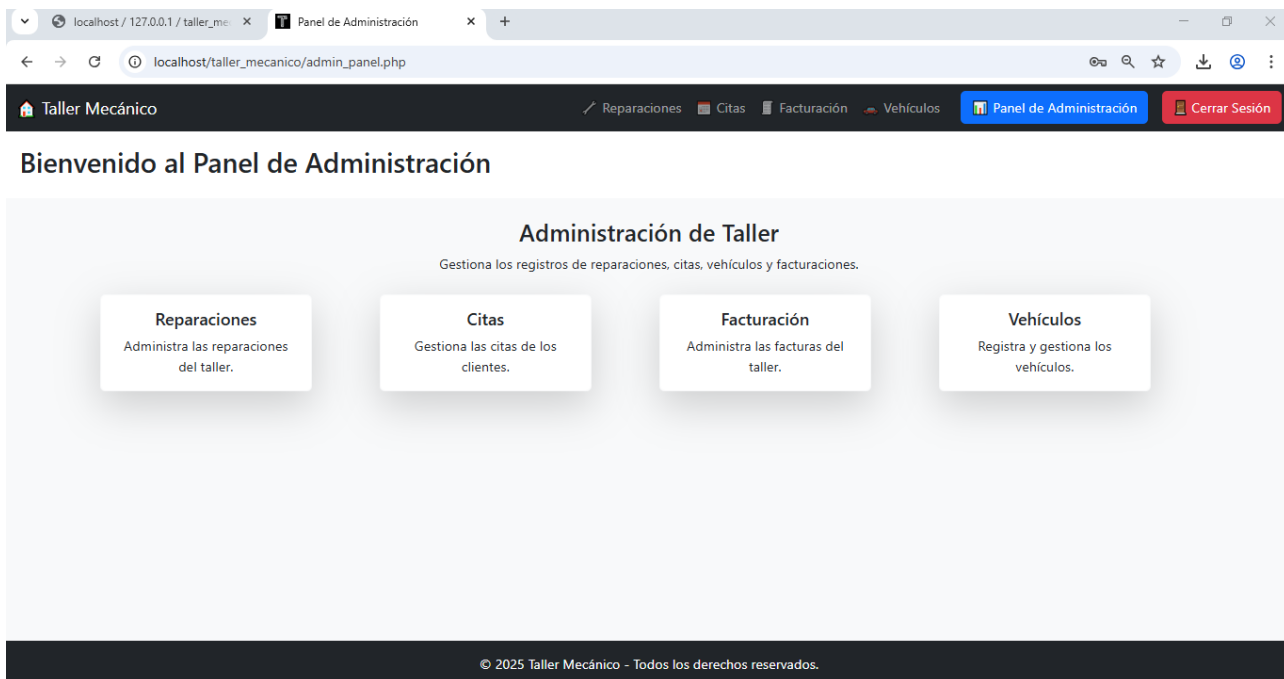 localhost / 127.0.0.1 / taller_me
Panel de Administración
localhost/taller_mecanico/admin_panel.php
Taller Mecánico
Reparaciones
Citas
Facturación
Vehículos
Panel de Administración
Cerrar Sesión
Bienvenido al Panel de Administración
Administración de Taller
Gestiona los registros de reparaciones, citas, vehículos y facturaciones.
Reparaciones
Administra las reparaciones
del taller.
Citas
Gestiona las citas de los
clientes.
Facturación
Administra las facturas del
taller.
Vehículos
Registra y gestiona los
vehículos.
© 2025 Taller Mecánico - Todos los derechos reservados.